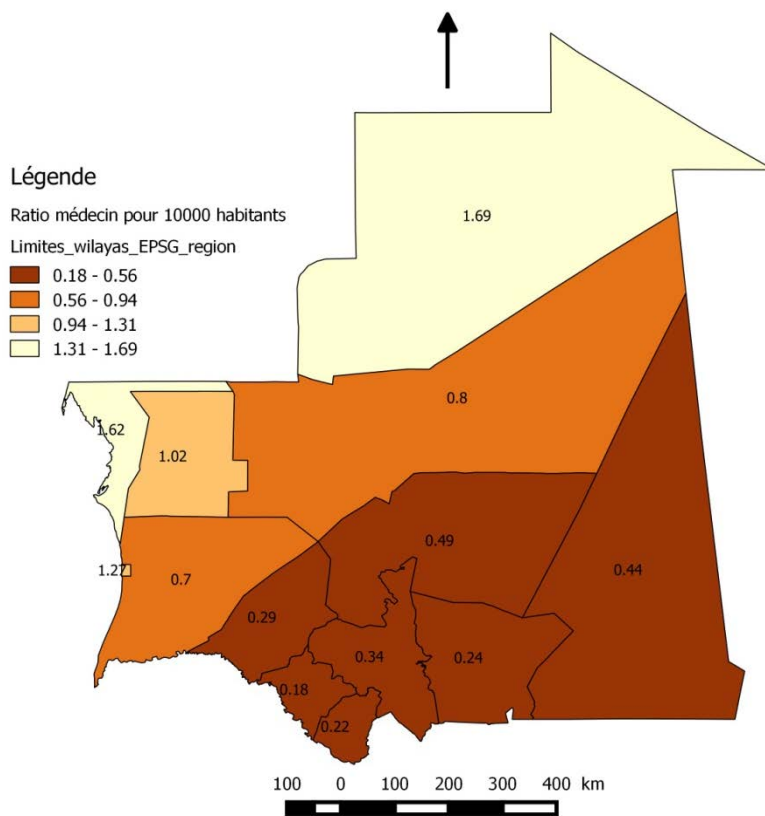 1.69
Légende
Ratio médecin pour 10000 habitants
Limites_wilayas_EPSG_region
0.18 - 0.56
0.56 - 0.94
0.94 - 1.31
1.31 - 1.69
0.8
1.62
1.02
0.49
1.27
0.7
0.44
0.29
0.34
0.24
0.18
0.22
100 0 100 200 300 400 km